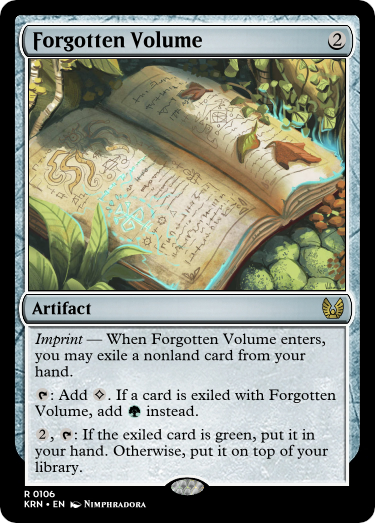 Forgotten Volume 2
Artifact
Imprint — When Forgotten Volume enters,
you may exile a nonland card from your
hand.
: Add . If a card is exiled with Forgotten
Volume, add instead.
2 , : If the exiled card is green, put it in
your hand. Otherwise, put it on top of your
library.
R 0106
KRN • EN Nimphradora